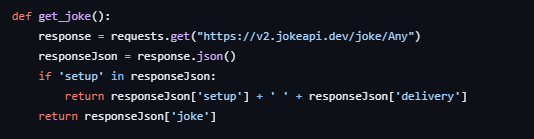 def get_joke():
    response = requests.get("https://v2.jokeapi.dev/joke/Any")
    responseJson = response.json()
    if 'setup' in responseJson:
        return responseJson['setup'] + ' ' + responseJson['delivery']
    return responseJson['joke']